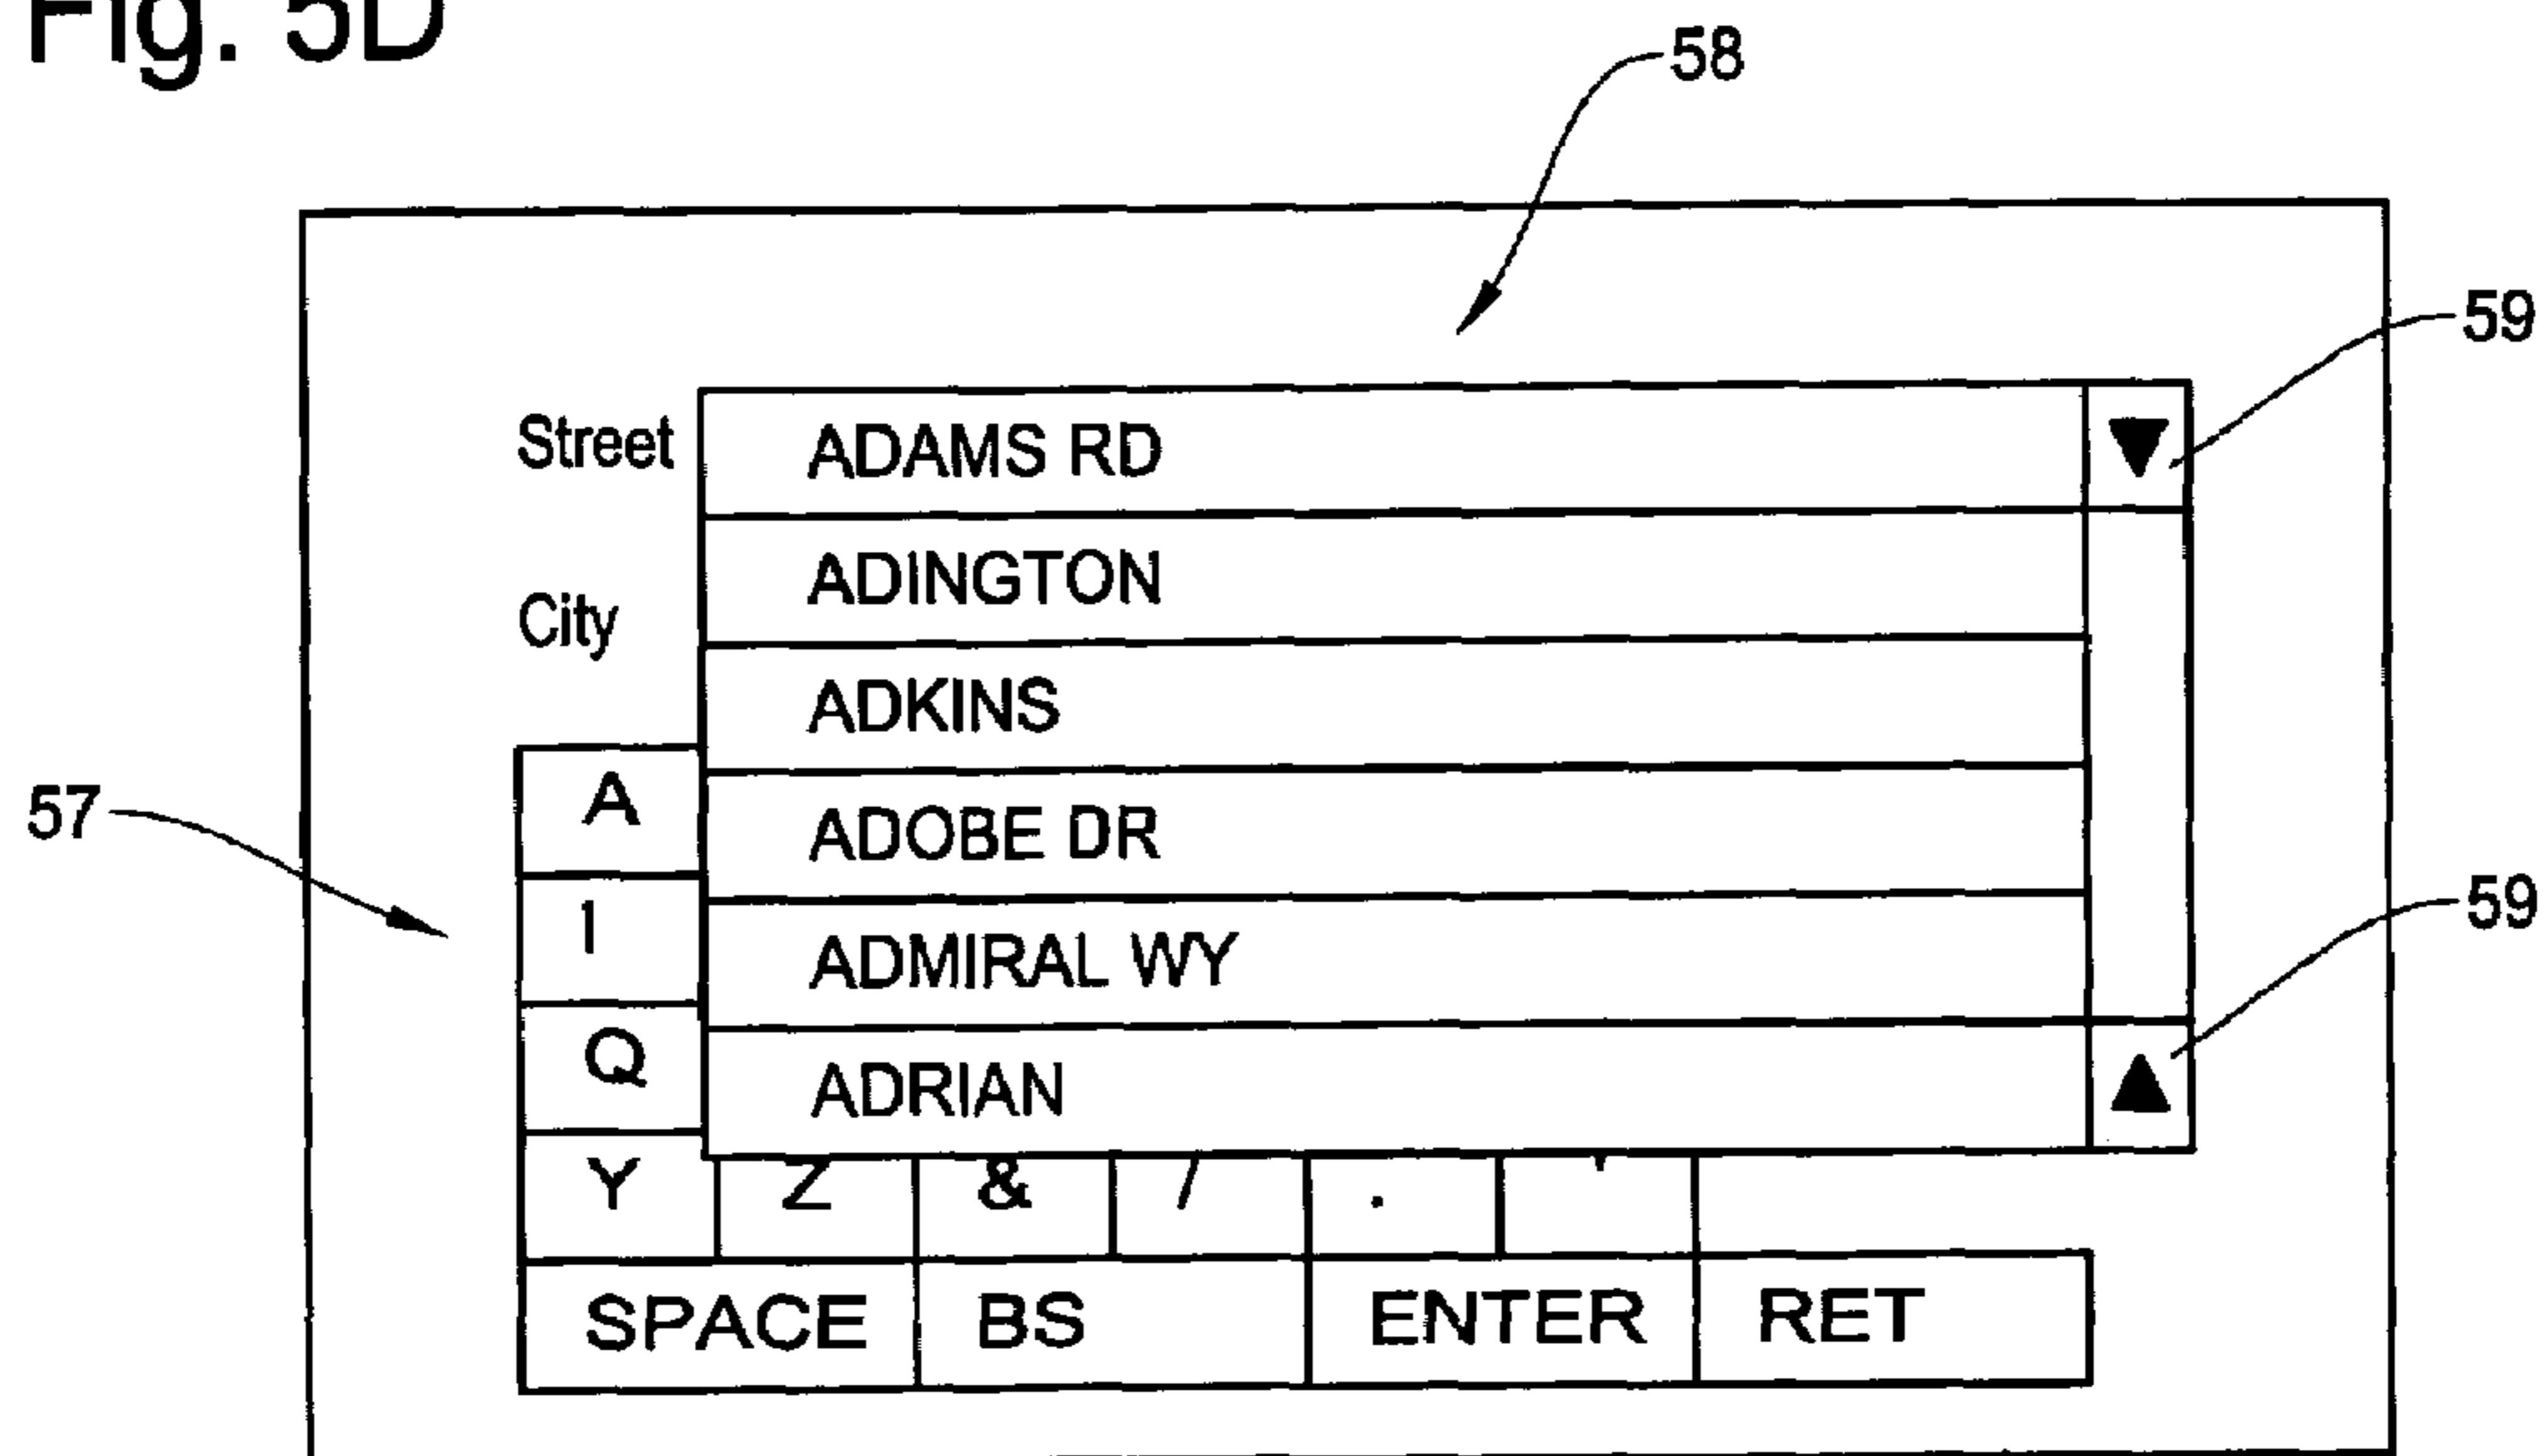 Fig. 5D
58
59
Street
ADAMS RD
ADINGTON
City
ADKINS
57
A
ADOBE DR
I
59
ADMIRAL WY
Q
ADRIAN
Y Z & / . '
SPACE BS ENTER RET